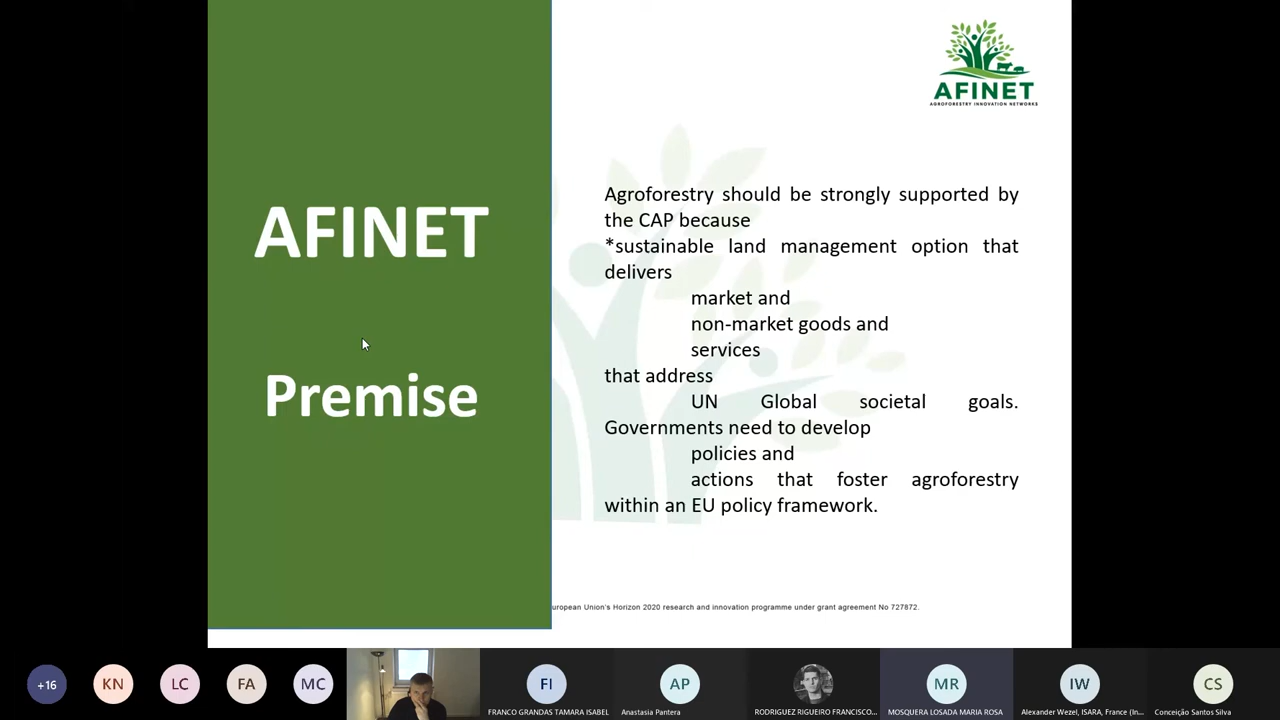 AFINET
AGROFORESTRY INNOVATION NETWORKS
AFINET
Premise
Agroforestry should be strongly supported by
the CAP because
*sustainable land management option that
delivers
market and
non-market goods and
services
that address
UN Global societal goals.
Governments need to develop
policies and
actions that foster agroforestry
within an EU policy framework.
uropean Union's Horizon 2020 research and innovation programme under grant agreement No 727872.
+16
KN
LC
FA
MC
FI
FRANCO GRANDAS TAMARA ISABEL
AP
Anastasia Pantera
RODRIGUEZ RIGUEIRO FRANCISCO...
MR
MOSQUERA LOSADA MARIA ROSA
IW
Alexander Wezel, ISARA, France (In...
CS
Conceição Santos Silva